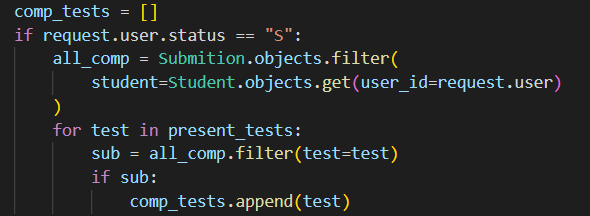 comp_tests = []
if request.user.status == "S":
    all_comp = Submition.objects.filter(
        student=Student.objects.get(user_id=request.user)
    )
    for test in present_tests:
        sub = all_comp.filter(test=test)
        if sub:
            comp_tests.append(test)